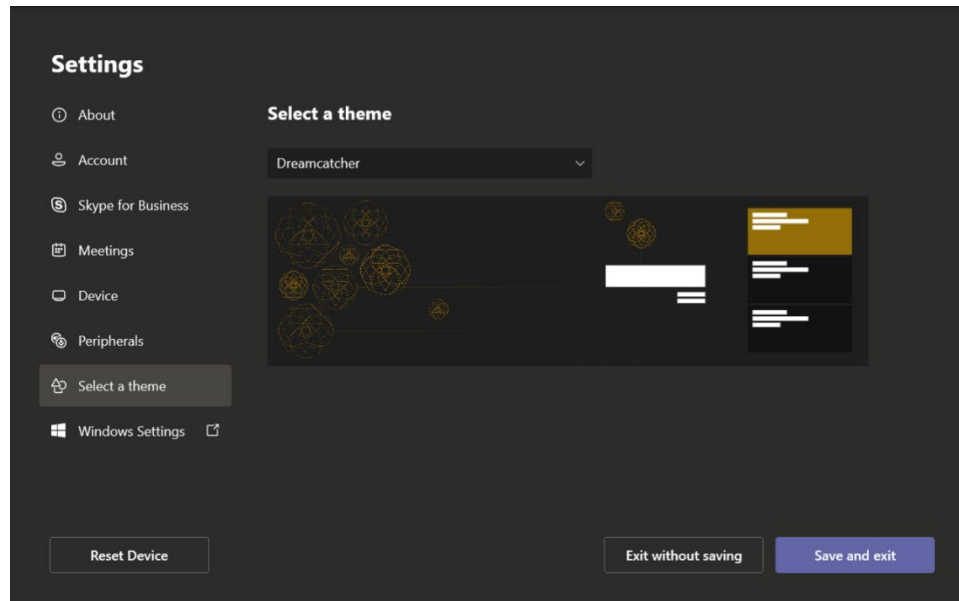 Settings
About
Account
Skype for Business
Meetings
Device
Peripherals
Select a theme
Windows Settings
Select a theme
Dreamcatcher
Reset Device
Exit without saving
Save and exit